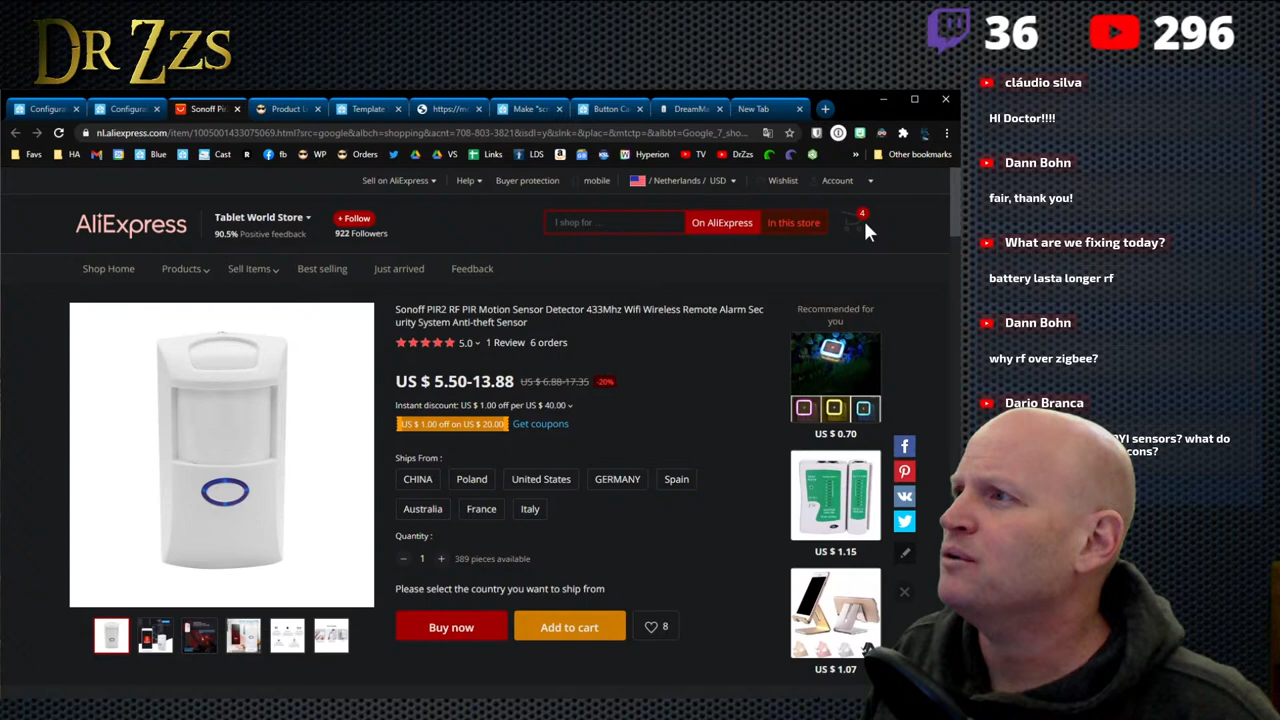 DR ZZS
36
296
Configura
Configura
Sonoff Pi
Product L
Template
https://m
Make "sc
Button Ca
DreamMa
New Tab
nl.aliexpress.com/item/1005001433075069.html?src=google&albch=shopping&acnt=708-803-3821&isdl=y&slnk=&plac=&mtctp=&albbt=Google_7_sho...
Favs
HA
Blue
Cast
fb
WP
Orders
VS
Links
LDS
Hyperion
TV
DrZzs
Other bookmarks
Sell on AliExpress
Help
Buyer protection
mobile
/ Netherlands / USD
Wishlist
Account
AliExpress
Tablet World Store
90.5% Positive feedback
+ Follow
922 Followers
I shop for ...
On AliExpress
In this store
4
Shop Home
Products
Sell Items
Best selling
Just arrived
Feedback
Sonoff PIR2 RF PIR Motion Sensor Detector 433Mhz Wifi Wireless Remote Alarm Sec
urity System Anti-theft Sensor
5.0
1 Review
6 orders
US $ 5.50-13.88
US $ 6.88-17.35
-20%
Instant discount: US $ 1.00 off per US $ 40.00
US $ 1.00 off on US $ 20.00
Get coupons
Ships From :
CHINA
Poland
United States
GERMANY
Spain
Australia
France
Italy
Quantity :
1
389 pieces available
Please select the country you want to ship from
Buy now
Add to cart
8
Recommended for
you
US $ 0.70
US $ 1.15
US $ 1.07
cláudio silva
HI Doctor!!!!
Dann Bohn
fair, thank you!
What are we fixing today?
battery lasta longer rf
Dann Bohn
why rf over zigbee?
Dario Branca
YI sensors? what do
cons?